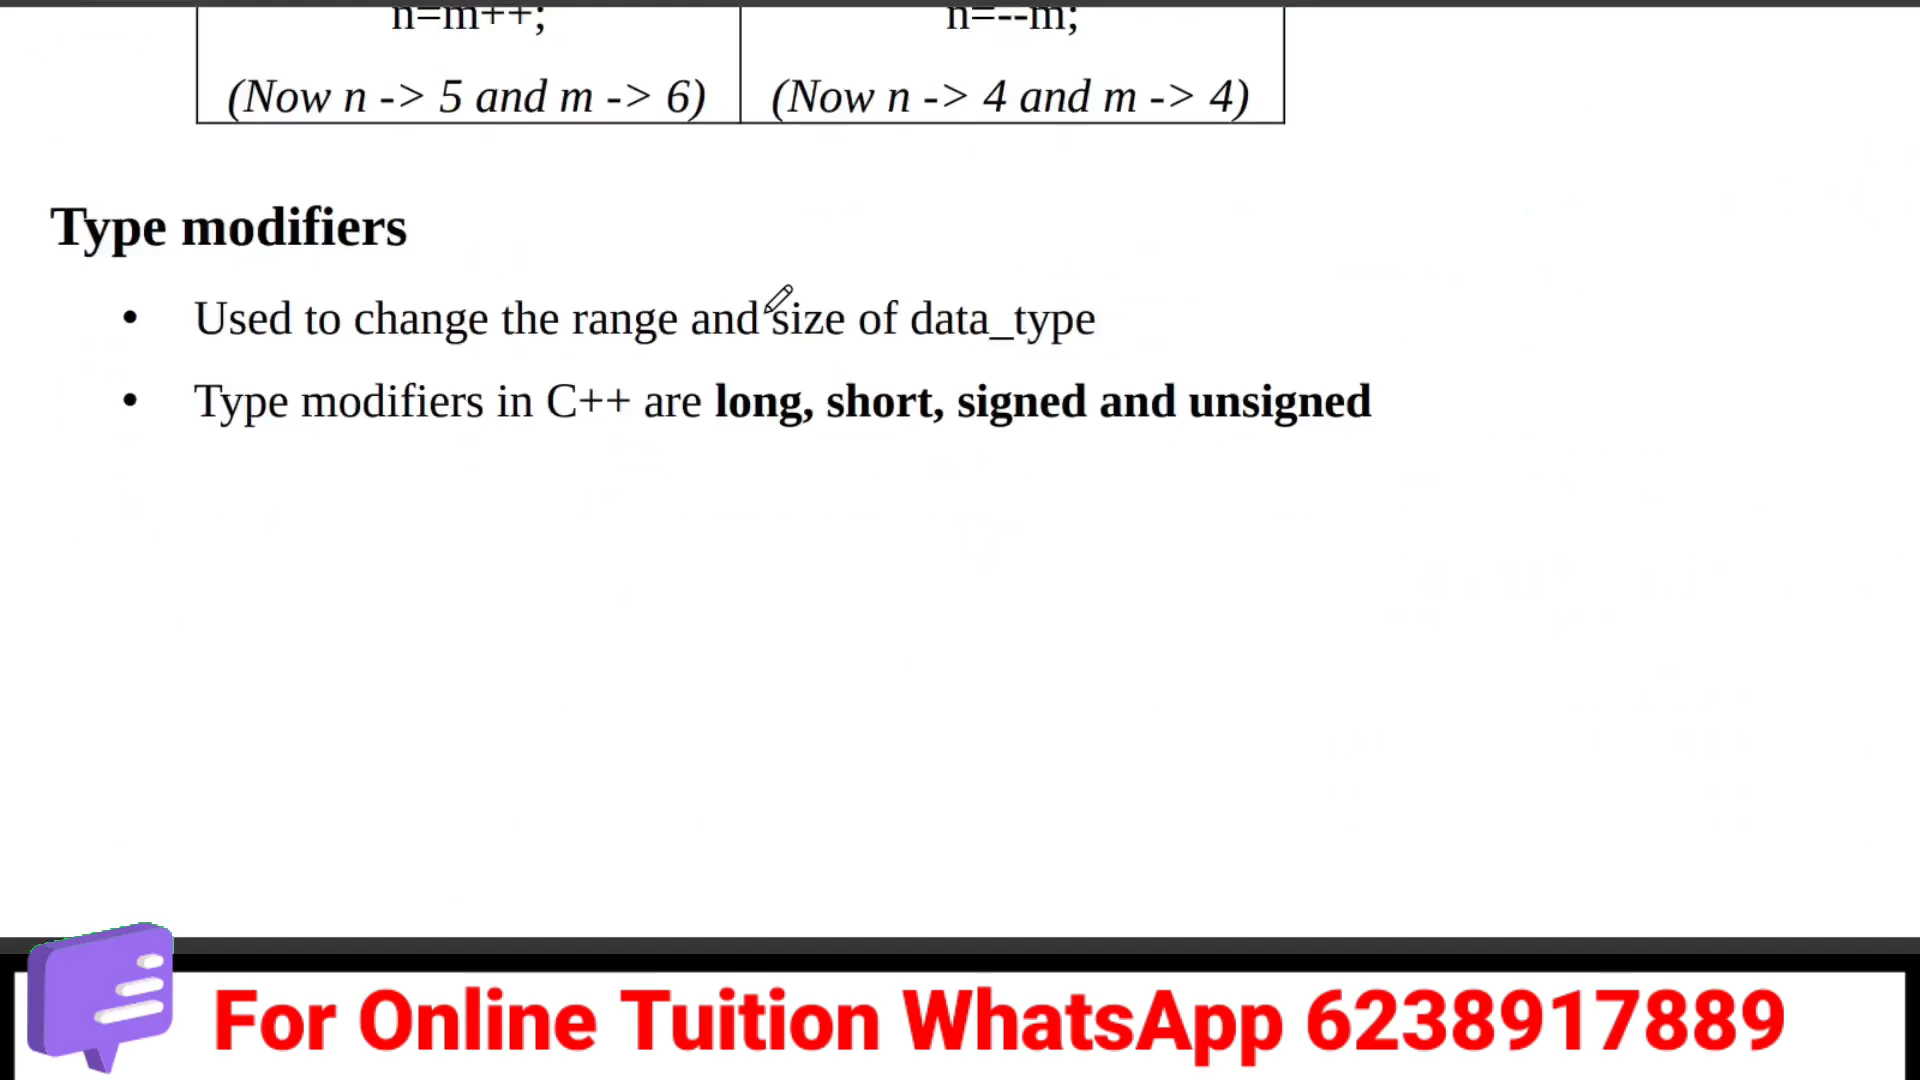 n=m++; n=--m;
(Now n -> 5 and m -> 6) (Now n -> 4 and m -> 4)
Type modifiers
• Used to change the range and size of data_type
• Type modifiers in C++ are long, short, signed and unsigned
For Online Tuition WhatsApp 6238917889